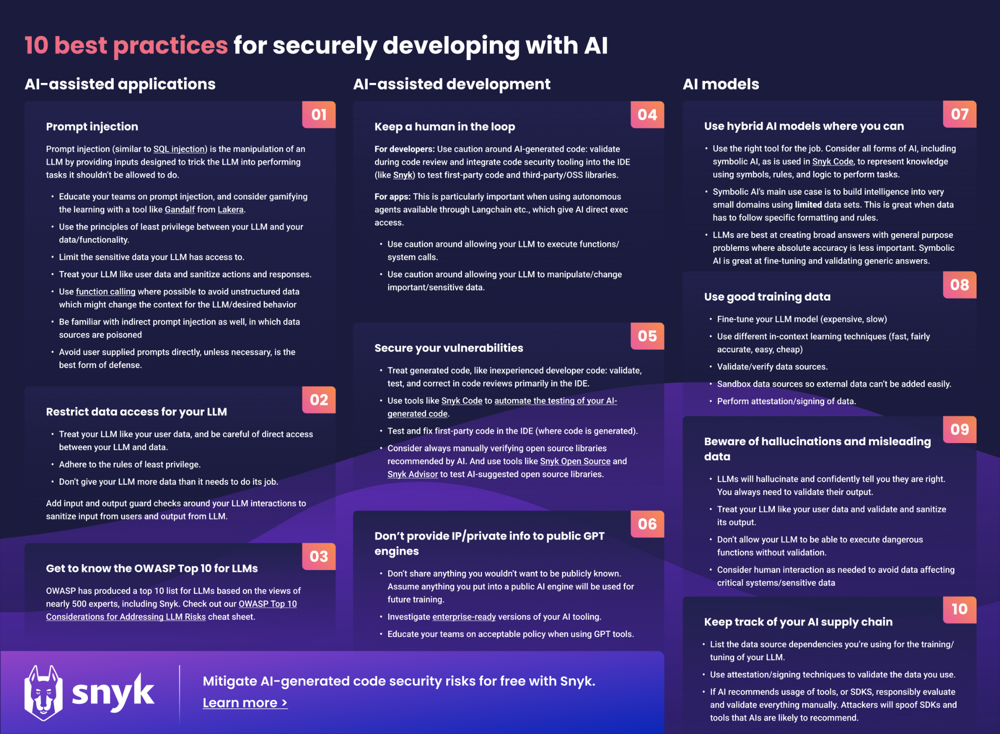 10 best practices for securely developing with AI
AI-assisted applications
01
Prompt injection
Prompt injection (similar to SQL injection) is the manipulation of an
LLM by providing inputs designed to trick the LLM into performing
tasks it shouldn't be allowed to do.
• Educate your teams on prompt injection, and consider gamifying
the learning with a tool like Gandalf from Lakera.
• Use the principles of least privilege between your LLM and your
data/functionality.
• Limit the sensitive data your LLM has access to.
• Treat your LLM like user data and sanitize actions and responses.
• Use function calling where possible to avoid unstructured data
which might change the context for the LLM/desired behavior
• Be familiar with indirect prompt injection as well, in which data
sources are poisoned
• Avoid user supplied prompts directly, unless necessary, is the
best form of defense.
02
Restrict data access for your LLM
• Treat your LLM like your user data, and be careful of direct access
between your LLM and data.
• Adhere to the rules of least privilege.
• Don't give your LLM more data than it needs to do its job.
Add input and output guard checks around your LLM interactions to
sanitize input from users and output from LLM.
03
Get to know the OWASP Top 10 for LLMs
OWASP has produced a top 10 list for LLMs based on the views of
nearly 500 experts, including Snyk. Check out our OWASP Top 10
Considerations for Addressing LLM Risks cheat sheet.
AI-assisted development
04
Keep a human in the loop
For developers: Use caution around AI-generated code: validate
during code review and integrate code security tooling into the IDE
(like Snyk) to test first-party code and third-party/OSS libraries.
For apps: This is particularly important when using autonomous
agents available through Langchain etc., which give AI direct exec
access.
• Use caution around allowing your LLM to execute functions/
system calls.
• Use caution around allowing your LLM to manipulate/change
important/sensitive data.
05
Secure your vulnerabilities
• Treat generated code, like inexperienced developer code: validate,
test, and correct in code reviews primarily in the IDE.
• Use tools like Snyk Code to automate the testing of your AI-
generated code.
• Test and fix first-party code in the IDE (where code is generated).
• Consider always manually verifying open source libraries
recommended by AI. And use tools like Snyk Open Source and
Snyk Advisor to test AI-suggested open source libraries.
06
Don't provide IP/private info to public GPT
engines
• Don't share anything you wouldn't want to be publicly known.
Assume anything you put into a public AI engine will be used for
future training.
• Investigate enterprise-ready versions of your AI tooling.
• Educate your teams on acceptable policy when using GPT tools.
AI models
07
Use hybrid AI models where you can
• Use the right tool for the job. Consider all forms of AI, including
symbolic AI, as is used in Snyk Code, to represent knowledge
using symbols, rules, and logic to perform tasks.
• Symbolic AI's main use case is to build intelligence into very
small domains using limited data sets. This is great when data
has to follow specific formatting and rules.
• LLMs are best at creating broad answers with general purpose
problems where absolute accuracy is less important. Symbolic
AI is great at fine-tuning and validating generic answers.
08
Use good training data
• Fine-tune your LLM model (expensive, slow)
• Use different in-context learning techniques (fast, fairly
accurate, easy, cheap)
• Validate/verify data sources.
• Sandbox data sources so external data can't be added easily.
• Perform attestation/signing of data.
09
Beware of hallucinations and misleading
data
• LLMs will hallucinate and confidently tell you they are right.
You always need to validate their output.
• Treat your LLM like your user data and validate and sanitize
its output.
• Don't allow your LLM to be able to execute dangerous
functions without validation.
• Consider human interaction as needed to avoid data affecting
critical systems/sensitive data
10
Keep track of your AI supply chain
• List the data source dependencies you're using for the training/
tuning of your LLM.
• Use attestation/signing techniques to validate the data you use.
• If AI recommends usage of tools, or SDKS, responsibly evaluate
and validate everything manually. Attackers will spoof SDKs and
tools that AIs are likely to recommend.
snyk
Mitigate AI-generated code security risks for free with Snyk.
Learn more >